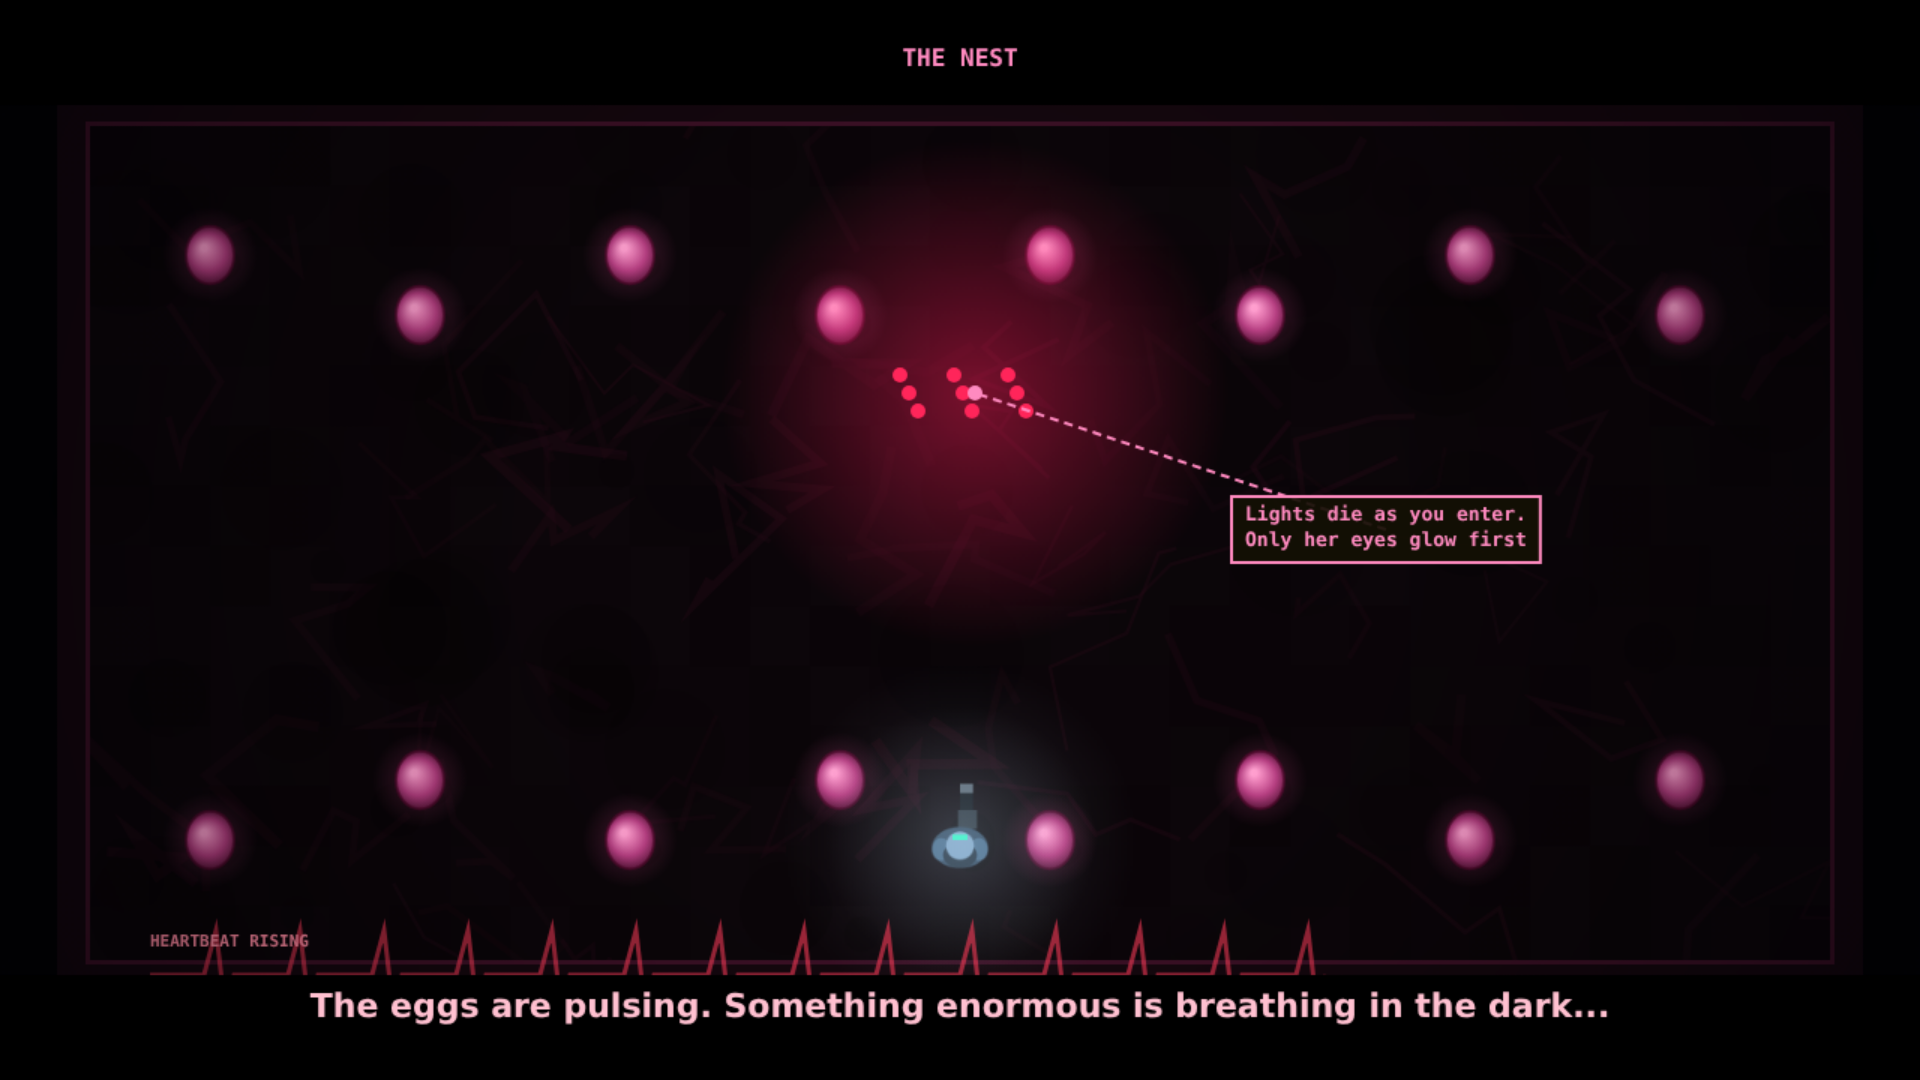 THE NEST
Lights die as you enter.
Only her eyes glow first
HEARTBEAT RISING
The eggs are pulsing. Something enormous is breathing in the dark...